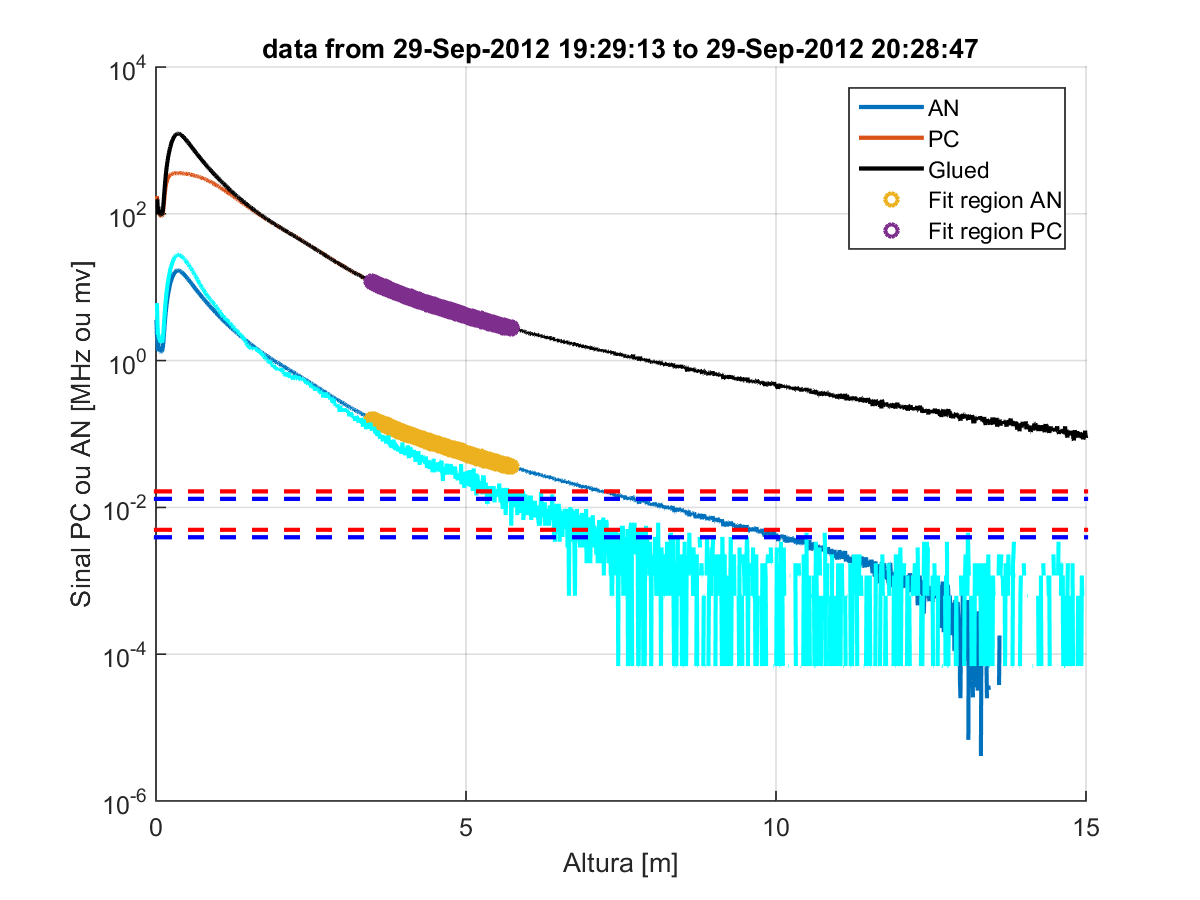 data from 29-Sep-2012 19:29:13 to 29-Sep-2012 20:28:47
AN
PC
Glued
Fit region AN
Fit region PC
Sinal PC ou AN [MHz ou mv]
10^4
10^2
10^0
10^-2
10^-4
10^-6
0 5 10 15
Altura [m]